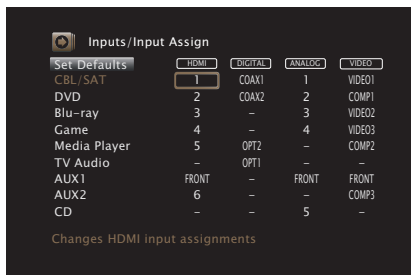 Inputs/Input Assign
Set Defaults HDMI DIGITAL ANALOG VIDEO
CBL/SAT 1 COAX1 1 VIDEO1
DVD 2 COAX2 2 COMP1
Blu-ray 3 – 3 VIDEO2
Game 4 – 4 VIDEO3
Media Player 5 OPT2 – COMP2
TV Audio – OPT1 – –
AUX1 FRONT – FRONT FRONT
AUX2 6 – – COMP3
CD – – 5 –
Changes HDMI input assignments